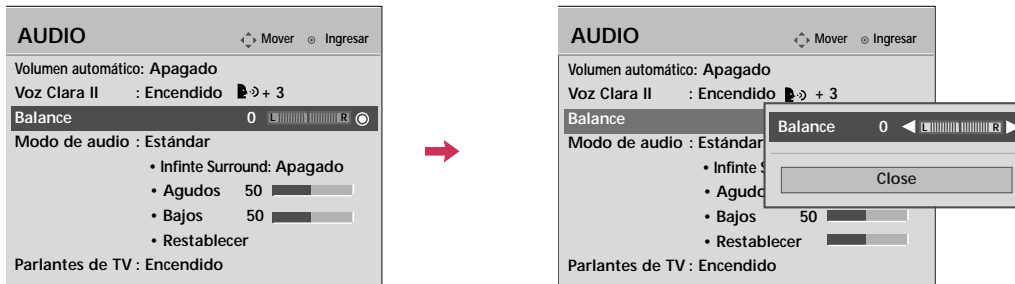 AUDIO
Mover Ingresar
Volumen automático: Apagado
Voz Clara II : Encendido + 3
Balance 0 L R
Modo de audio : Estándar
• Infinte Surround: Apagado
• Agudos 50
• Bajos 50
• Restablecer
Parlantes de TV : Encendido
AUDIO
Mover Ingresar
Volumen automático: Apagado
Voz Clara II : Encendido + 3
Balance
Balance 0 L R
Close
Modo de audio : Estándar
• Infinte S
• Agudo
• Bajos 50
• Restablecer
Parlantes de TV : Encendido